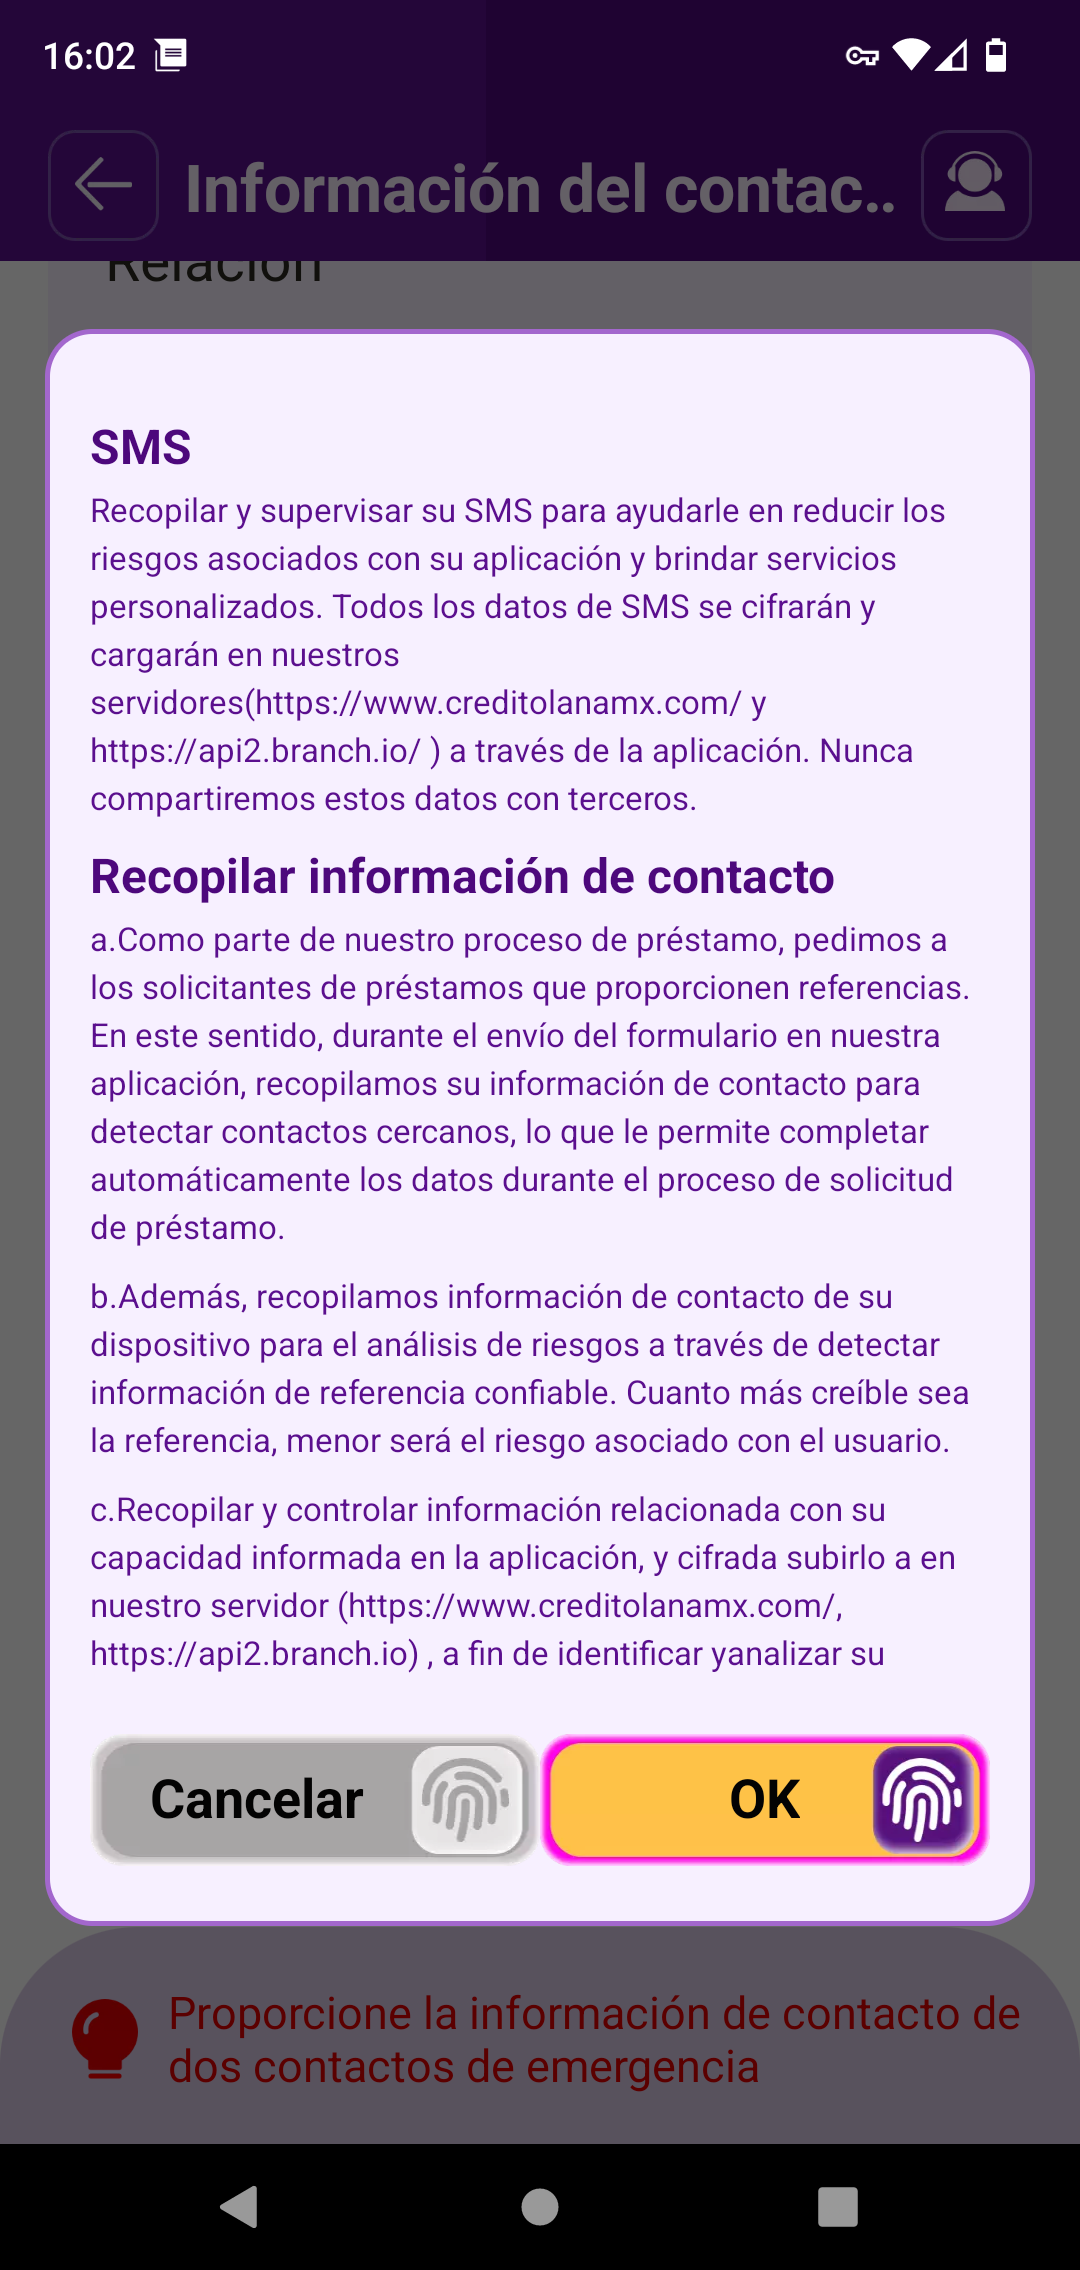 16:02
Información del contac..
Relación
SMS
Recopilar y supervisar su SMS para ayudarle en reducir los
riesgos asociados con su aplicación y brindar servicios
personalizados. Todos los datos de SMS se cifrarán y
cargarán en nuestros
servidores(https://www.creditolanamx.com/ y
https://api2.branch.io/ ) a través de la aplicación. Nunca
compartiremos estos datos con terceros.
Recopilar información de contacto
a.Como parte de nuestro proceso de préstamo, pedimos a
los solicitantes de préstamos que proporcionen referencias.
En este sentido, durante el envío del formulario en nuestra
aplicación, recopilamos su información de contacto para
detectar contactos cercanos, lo que le permite completar
automáticamente los datos durante el proceso de solicitud
de préstamo.
b.Además, recopilamos información de contacto de su
dispositivo para el análisis de riesgos a través de detectar
información de referencia confiable. Cuanto más creíble sea
la referencia, menor será el riesgo asociado con el usuario.
c.Recopilar y controlar información relacionada con su
capacidad informada en la aplicación, y cifrada subirlo a en
nuestro servidor (https://www.creditolanamx.com/,
https://api2.branch.io) , a fin de identificar yanalizar su
Cancelar
OK
Proporcione la información de contacto de
dos contactos de emergencia